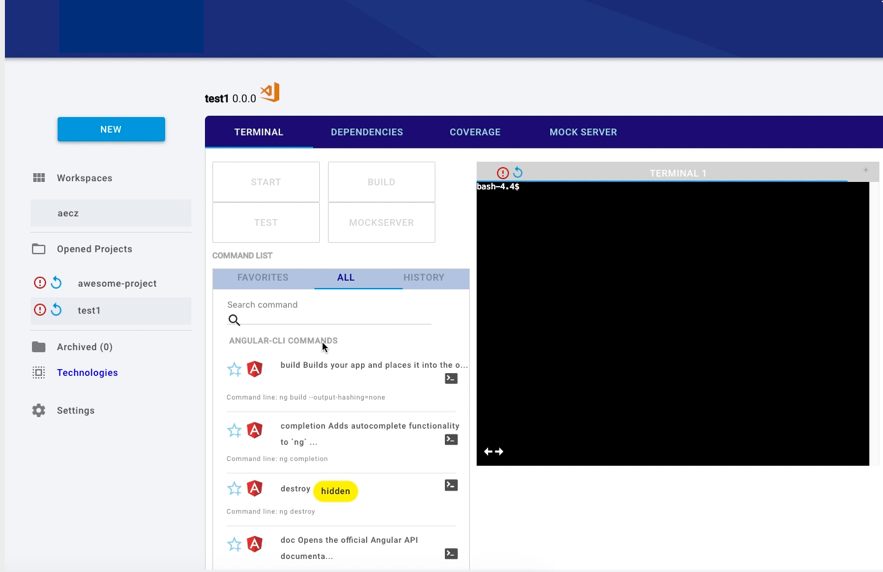 test1 0.0.0
NEW
TERMINAL
DEPENDENCIES
COVERAGE
MOCK SERVER
Workspaces
aecz
Opened Projects
awesome-project
test1
Archived (0)
Technologies
Settings
START
BUILD
TEST
MOCKSERVER
COMMAND LIST
FAVORITES
ALL
HISTORY
Search command
ANGULAR-CLI COMMANDS
build Builds your app and places it into the o...
Command line: ng build --output-hashing=none
completion Adds autocomplete functionality
to `ng` ...
Command line: ng completion
destroy hidden
Command line: ng destroy
doc Opens the official Angular API
documenta...
TERMINAL 1
+
bash-4.4$